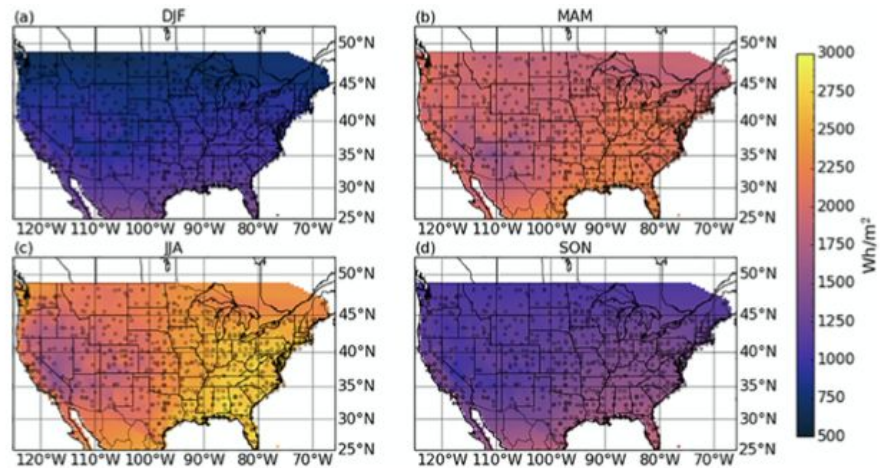 (a) DJF
50°N
45°N
40°N
35°N
30°N
25°N
120°W 110°W 100°W 90°W 80°W 70°W
(b) MAM
50°N
45°N
40°N
35°N
30°N
25°N
120°W 110°W 100°W 90°W 80°W 70°W
(c) JJA
50°N
45°N
40°N
35°N
30°N
25°N
120°W 110°W 100°W 90°W 80°W 70°W
(d) SON
50°N
45°N
40°N
35°N
30°N
25°N
120°W 110°W 100°W 90°W 80°W 70°W
3000
2750
2500
2250
2000
1750
1500
1250
1000
750
500
Wh/m²